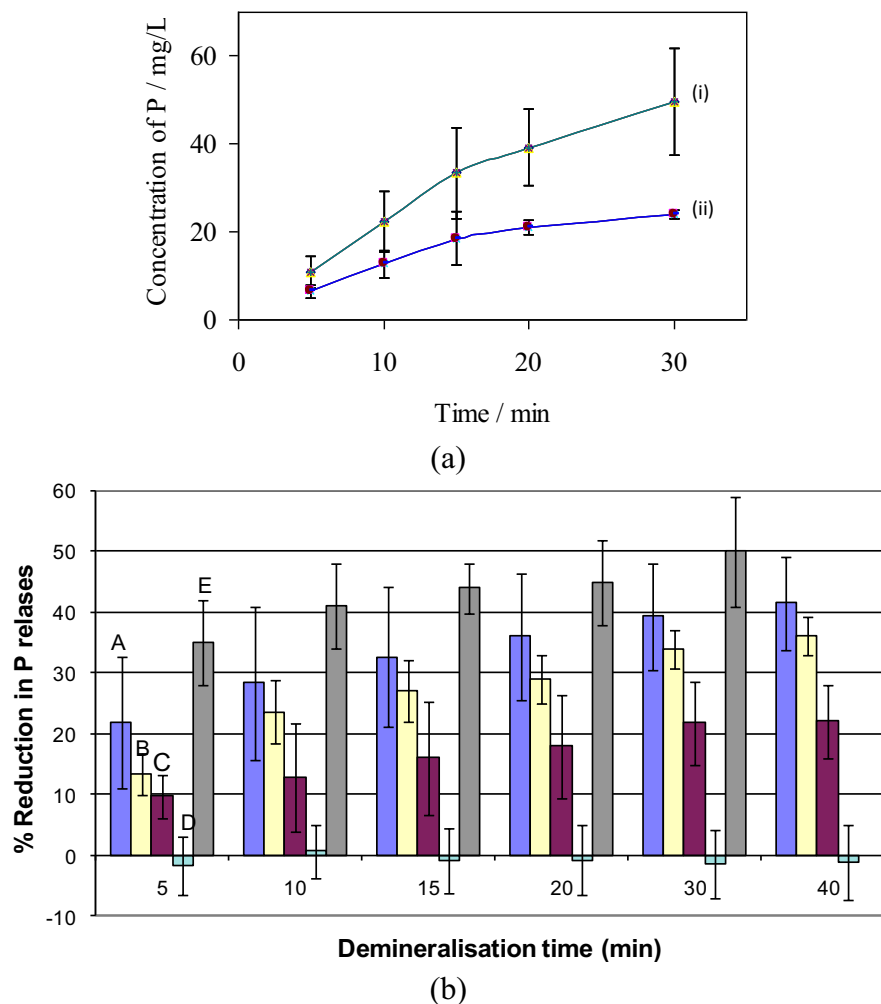 60
40
20
0
Concentration of P / mg/L
(i)
(ii)
0 10 20 30
Time / min
(a)
60
50
40
30
20
10
0
-10
% Reduction in P relases
A
B
C
D
E
5 10 15 20 30 40
Demineralisation time (min)
(b)